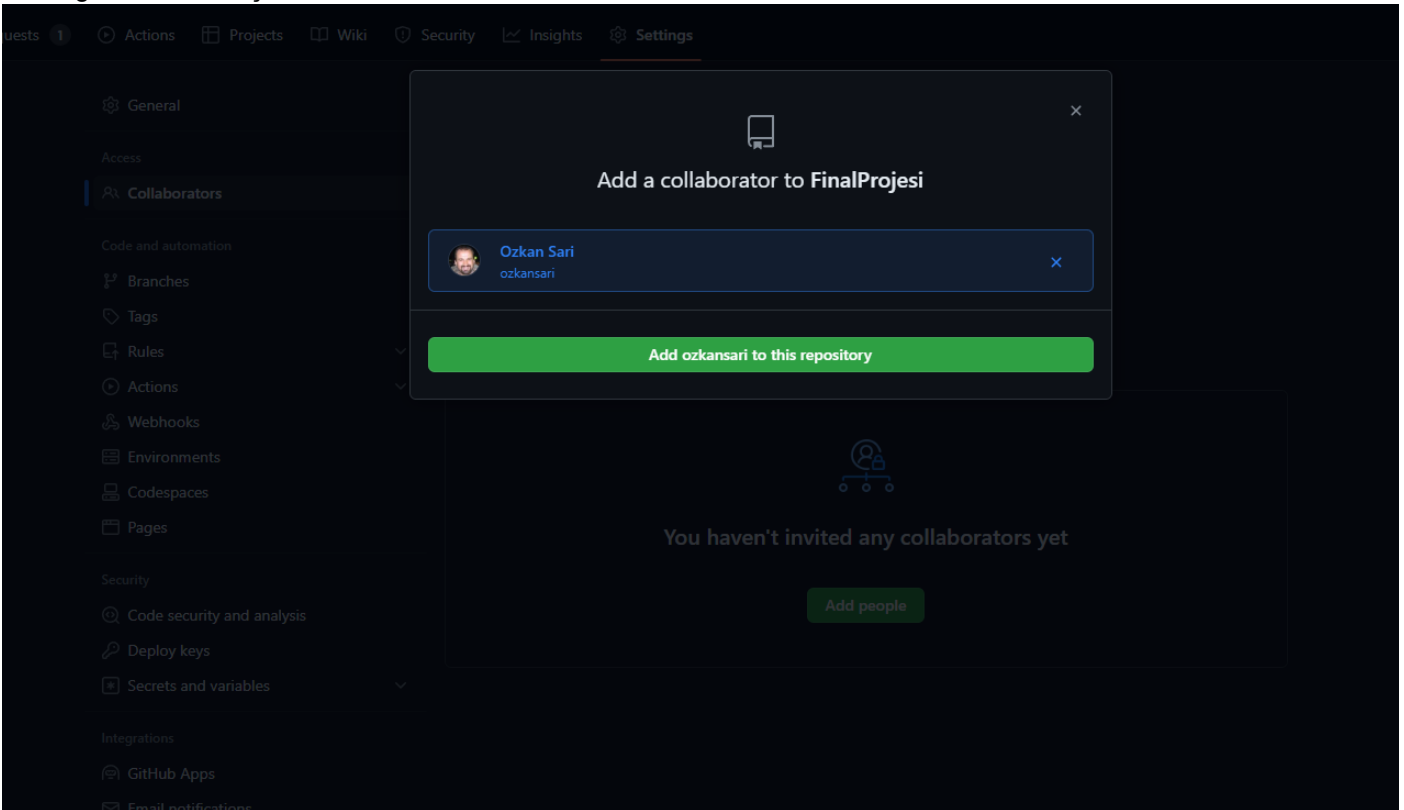 uests 1 Actions Projects Wiki Security Insights Settings
General
Access
Collaborators
Code and automation
Branches
Tags
Rules
Actions
Webhooks
Environments
Codespaces
Pages
Security
Code security and analysis
Deploy keys
Secrets and variables
Integrations
GitHub Apps
Email notifications
Add a collaborator to FinalProjesi
Ozkan Sari
ozkansari
Add ozkansari to this repository
You haven't invited any collaborators yet
Add people